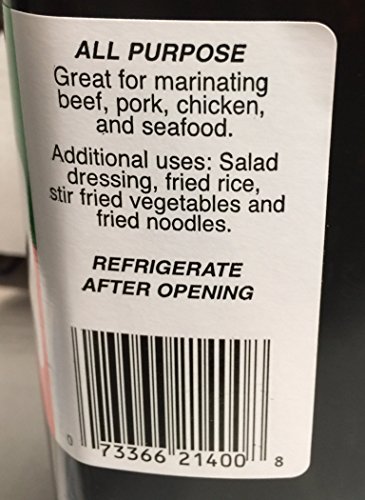 ALL PURPOSE
Great for marinating
beef, pork, chicken,
and seafood.
Additional uses: Salad
dressing, fried rice,
stir fried vegetables and
fried noodles.
REFRIGERATE
AFTER OPENING
0 73366 21400 8